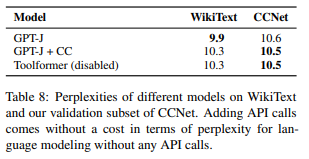 Model WikiText CCNet
GPT-J 9.9 10.6
GPT-J + CC 10.3 10.5
Toolformer (disabled) 10.3 10.5
Table 8: Perplexities of different models on WikiText
and our validation subset of CCNet. Adding API calls
comes without a cost in terms of perplexity for lan-
guage modeling without any API calls.